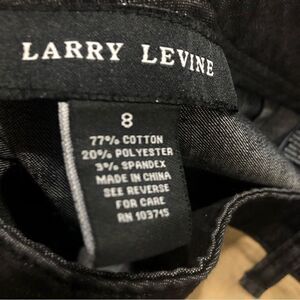 LARRY LEVINE
8
77% COTTON
20% POLYESTER
3% SPANDEX
MADE IN CHINA
SEE REVERSE
FOR CARE
RN 103715